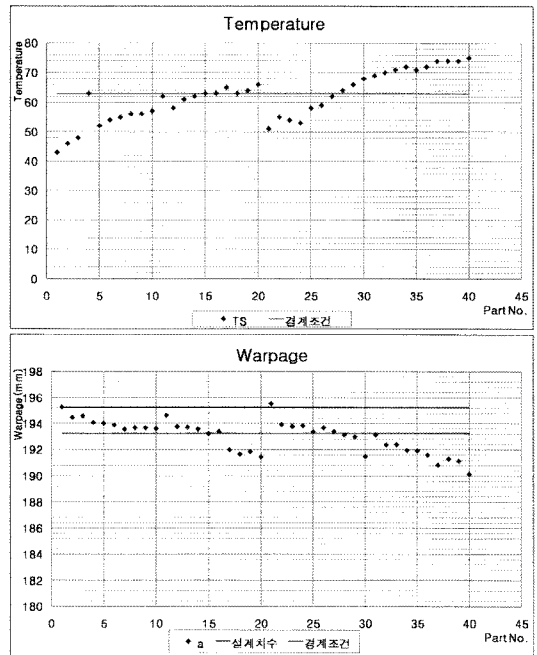 Temperature
Temperature
80
70
60
50
40
30
20
10
0
0 5 10 15 20 25 30 35 40 45
Part No.
◆ TS — 경계조건
Warpage
Warpage (mm)
198
196
194
192
190
188
186
184
182
180
0 5 10 15 20 25 30 35 40 45
Part No.
◆ a — 설계치수 — 경계조건